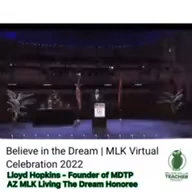 Believe in the Dream | MLK Virtual
Celebration 2022
Lloyd Hopkins - Founder of MDTP
AZ MLK Living The Dream Honoree
TEACHER